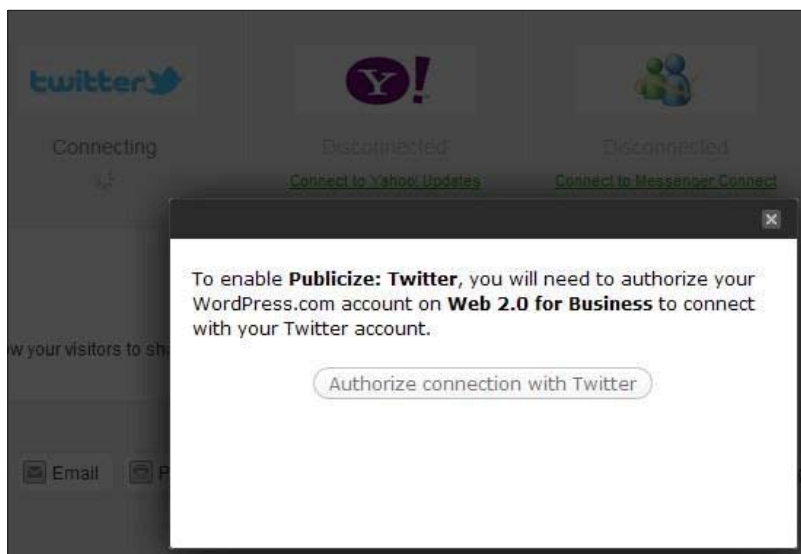 twitter
Y!
Connecting
Disconnected
Disconnected
Connect to Yahoo! Updates
Connect to Messenger Connect
To enable Publicize: Twitter, you will need to authorize your
WordPress.com account on Web 2.0 for Business to connect
with your Twitter account.
Authorize connection with Twitter
w your visitors to sh
Email
P